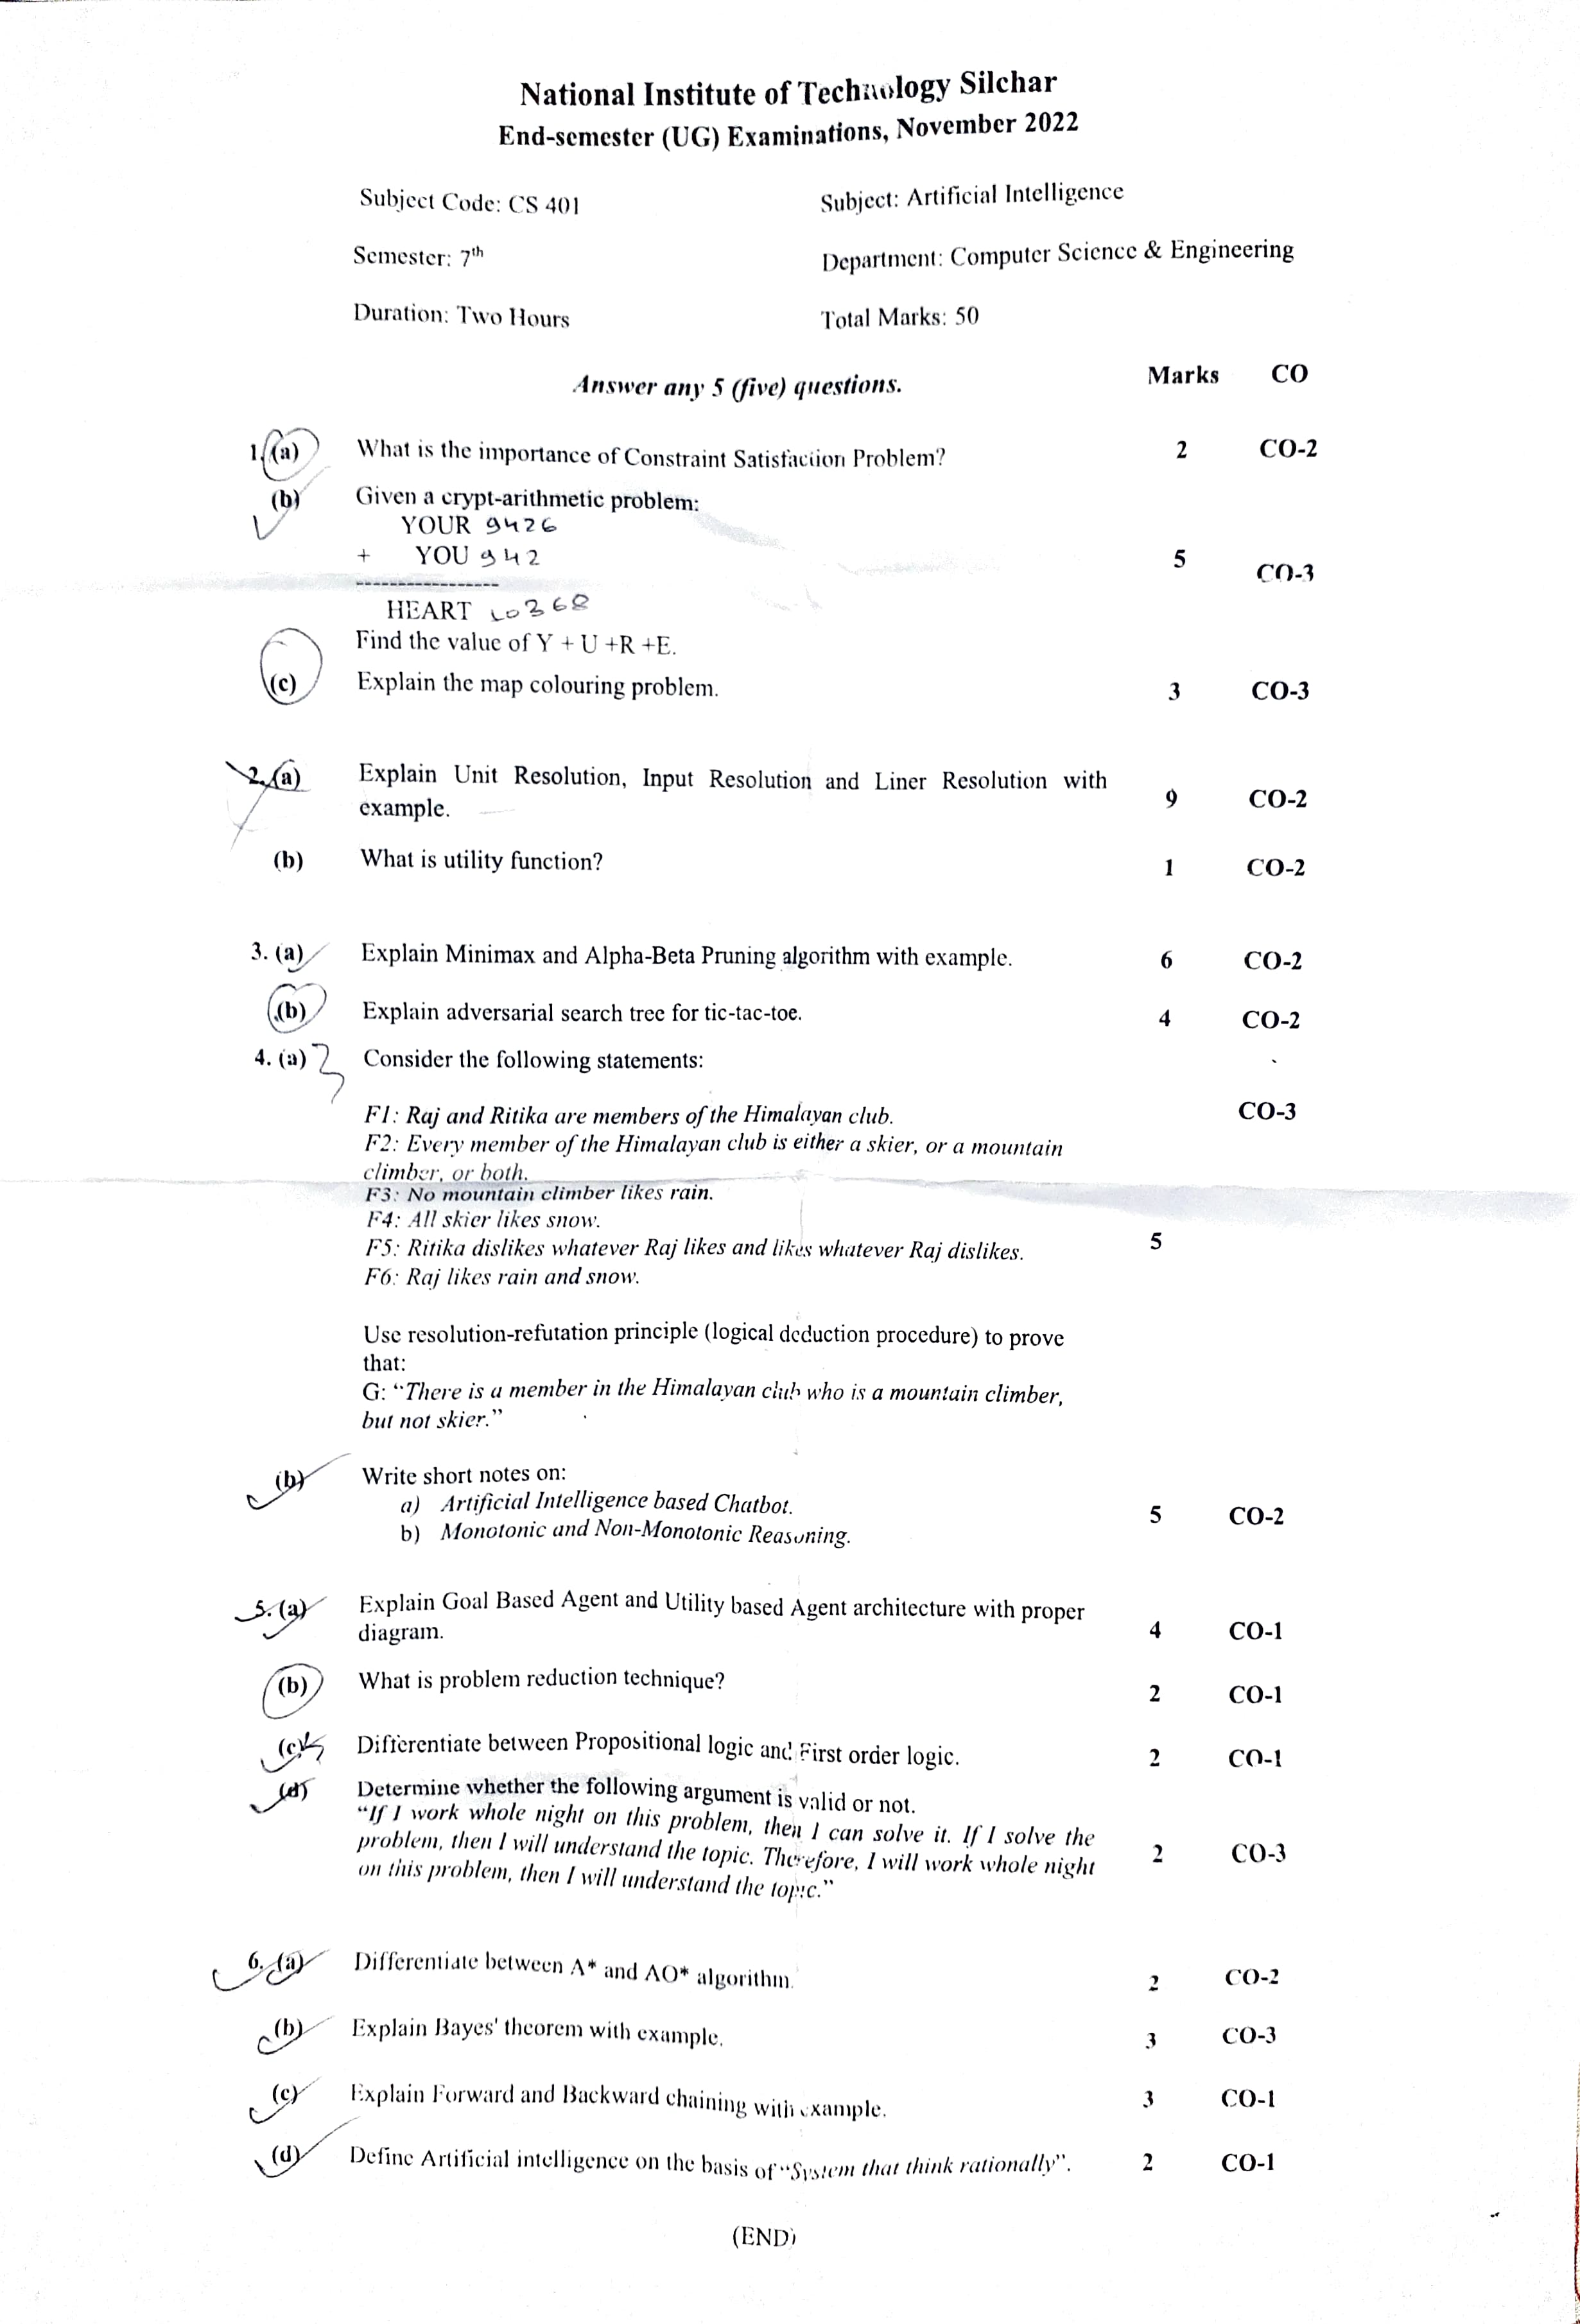 National Institute of Technology Silchar
End-semester (UG) Examinations, November 2022
Subject Code: CS 401 Subject: Artificial Intelligence
Semester: 7th Department: Computer Science & Engineering
Duration: Two Hours Total Marks: 50
Answer any 5 (five) questions. Marks CO
1. (a) What is the importance of Constraint Satisfaction Problem? 2 CO-2
(b) Given a crypt-arithmetic problem:
YOUR 9426
+ YOU 942 5 CO-3
------------------
HEART 10368
Find the value of Y + U +R +E.
(c) Explain the map colouring problem. 3 CO-3
2. (a) Explain Unit Resolution, Input Resolution and Liner Resolution with
example. 9 CO-2
(b) What is utility function? 1 CO-2
3. (a) Explain Minimax and Alpha-Beta Pruning algorithm with example. 6 CO-2
(b) Explain adversarial search tree for tic-tac-toe. 4 CO-2
4. (a) Consider the following statements:
F1: Raj and Ritika are members of the Himalayan club. CO-3
F2: Every member of the Himalayan club is either a skier, or a mountain
climber, or both.
F3: No mountain climber likes rain.
F4: All skier likes snow.
F5: Ritika dislikes whatever Raj likes and likes whatever Raj dislikes. 5
F6: Raj likes rain and snow.
Use resolution-refutation principle (logical deduction procedure) to prove
that:
G: “There is a member in the Himalayan club who is a mountain climber,
but not skier.”
(b) Write short notes on:
a) Artificial Intelligence based Chatbot. 5 CO-2
b) Monotonic and Non-Monotonic Reasoning.
5. (a) Explain Goal Based Agent and Utility based Agent architecture with proper
diagram. 4 CO-1
(b) What is problem reduction technique? 2 CO-1
(c) Differentiate between Propositional logic and First order logic. 2 CO-1
(d) Determine whether the following argument is valid or not.
“If I work whole night on this problem, then I can solve it. If I solve the
problem, then I will understand the topic. Therefore, I will work whole night 2 CO-3
on this problem, then I will understand the topic.”
6. (a) Differentiate between A* and AO* algorithm. 2 CO-2
(b) Explain Bayes' theorem with example. 3 CO-3
(c) Explain Forward and Backward chaining with example. 3 CO-1
(d) Define Artificial intelligence on the basis of “System that think rationally”. 2 CO-1
(END)